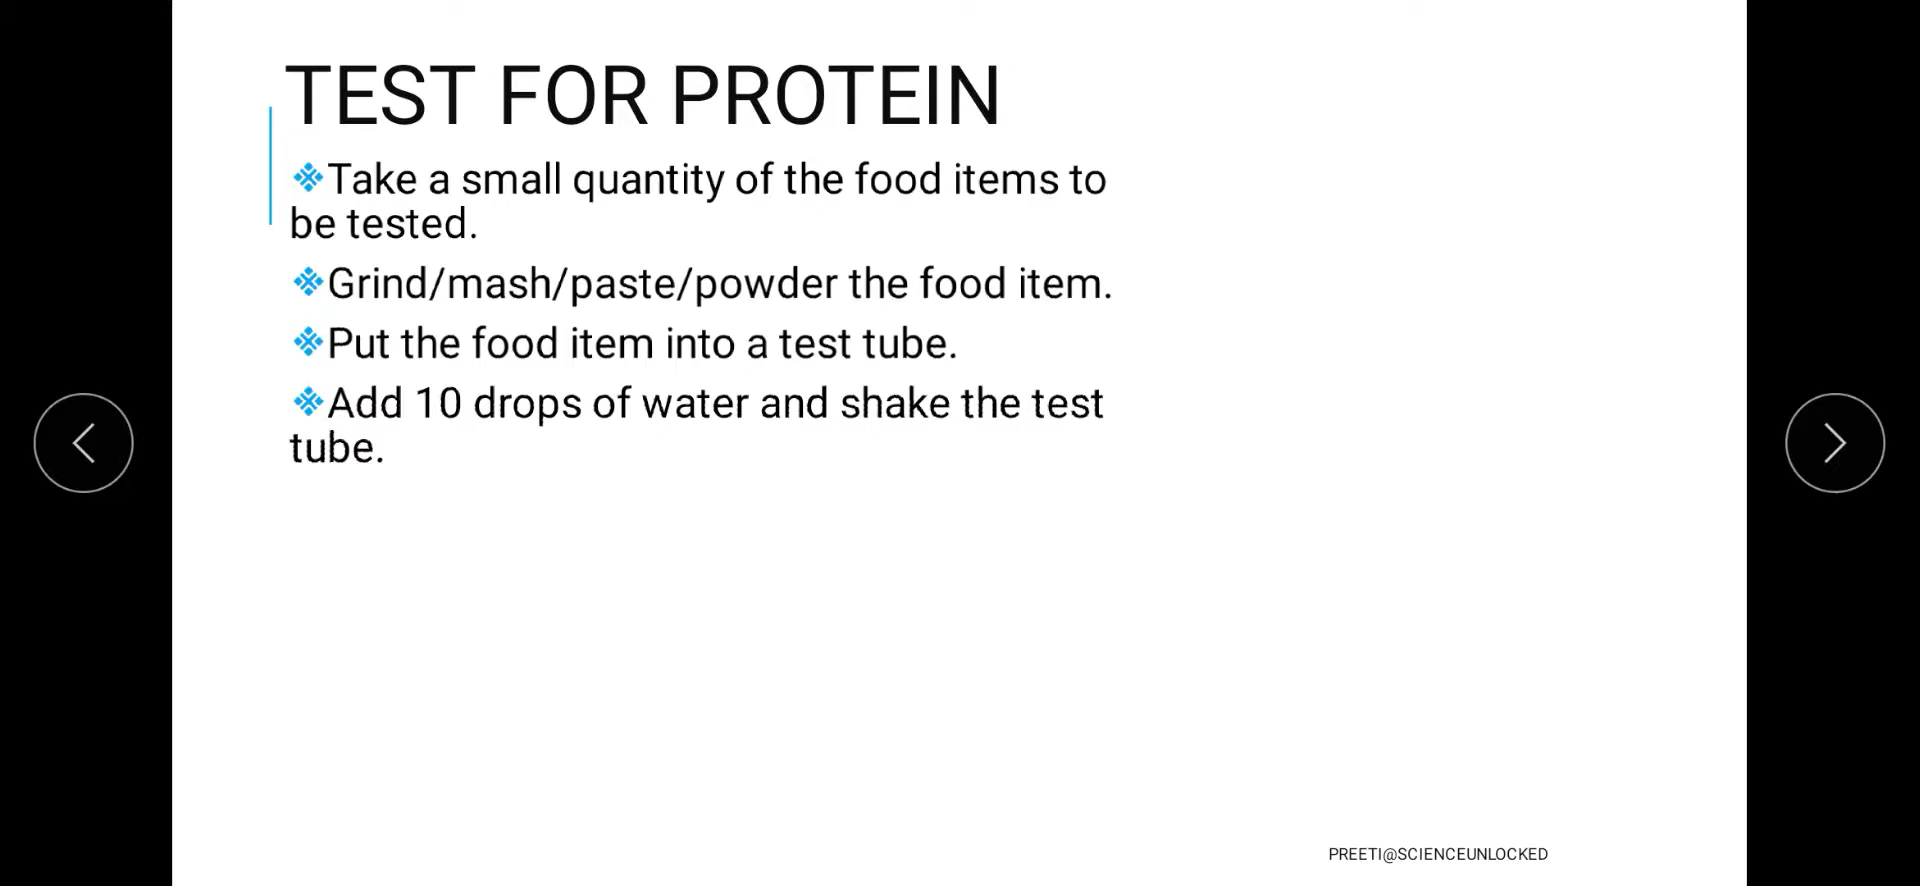 TEST FOR PROTEIN
❖Take a small quantity of the food items to
be tested.
❖Grind/mash/paste/powder the food item.
❖Put the food item into a test tube.
❖Add 10 drops of water and shake the test
tube.
PREETI@SCIENCEUNLOCKED